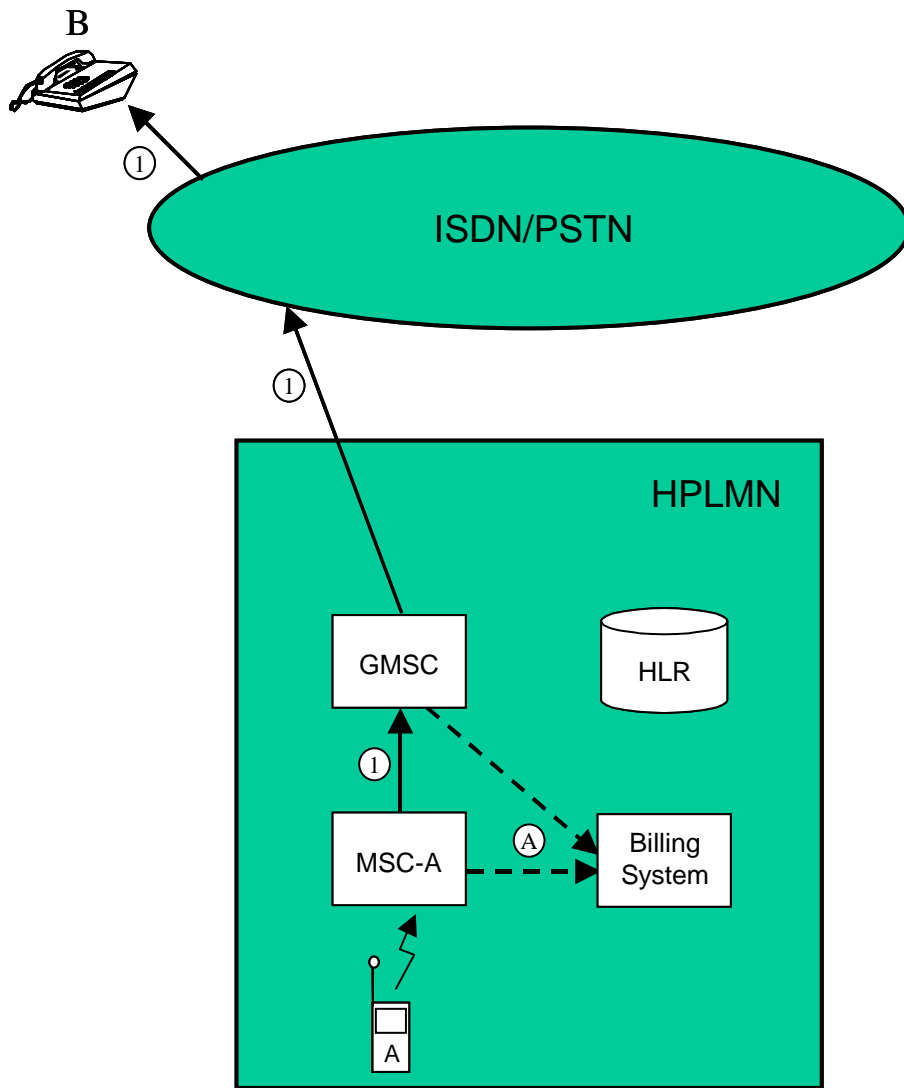 B
1
ISDN/PSTN
1
HPLMN
GMSC
HLR
1
A
MSC-A
Billing
System
A